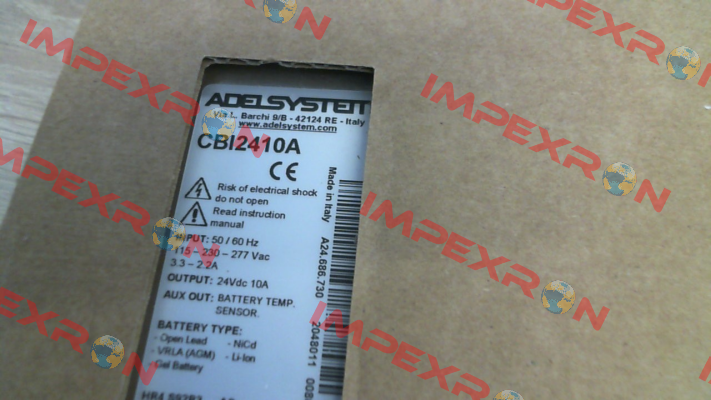 ADELSYSTEM
Via L. Barchi 9/B - 42124 RE - Italy
www.adelsystem.com
CBI2410A
CE
Risk of electrical shock
do not open
Read instruction
manual
INPUT: 50 / 60 Hz
115 – 230 – 277 Vac
3.3 – 2.2A
OUTPUT: 24Vdc 10A
AUX OUT: BATTERY TEMP.
SENSOR.
BATTERY TYPE:
- Open Lead - NiCd
- VRLA (AGM) - Li-Ion
- Gel Battery
Made in Italy
A24.686.730
2048011
IMPEXRON
IMPEXRON
IMPEXRON
IMPEXRON
IMPEXRON
IMPEXRON
IMPEXRON